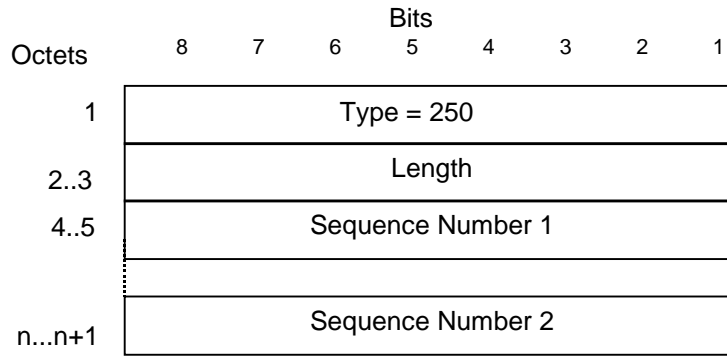 Bits
Octets 8 7 6 5 4 3 2 1
1 Type = 250
2..3 Length
4..5 Sequence Number 1
n...n+1 Sequence Number 2